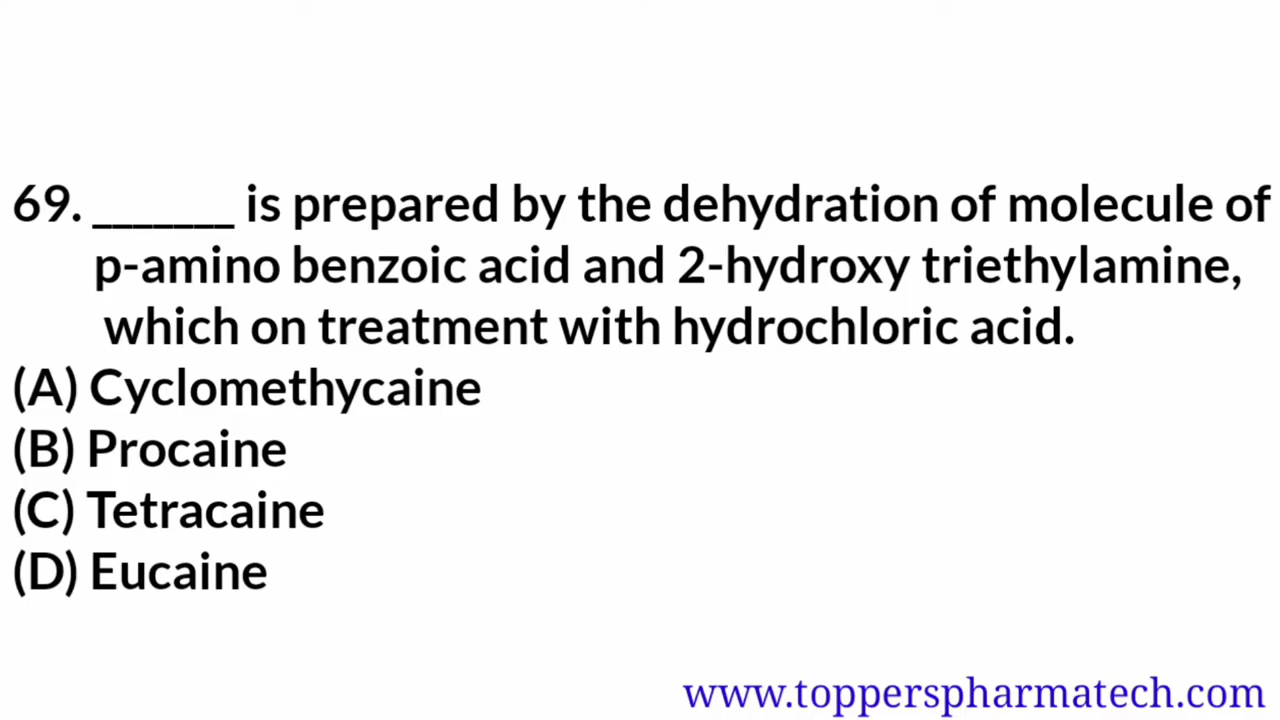 69. _______ is prepared by the dehydration of molecule of
p-amino benzoic acid and 2-hydroxy triethylamine,
which on treatment with hydrochloric acid.
(A) Cyclomethycaine
(B) Procaine
(C) Tetracaine
(D) Eucaine
www.topperspharmatech.com